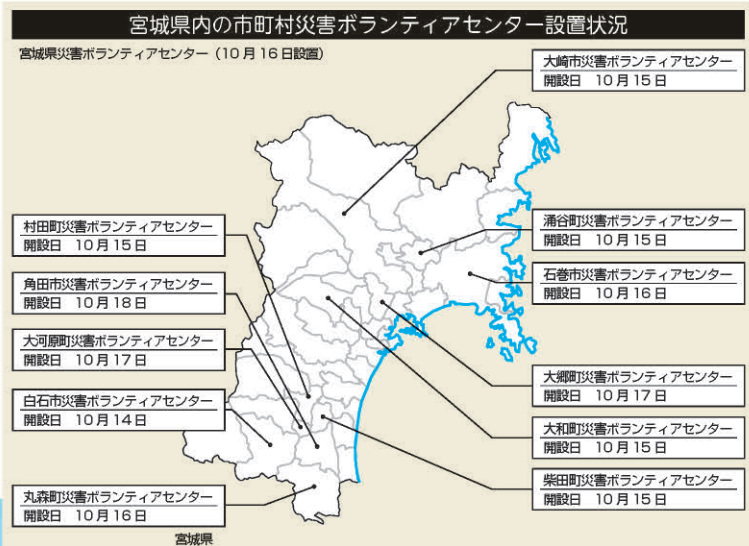 宮城県内の市町村災害ボランティアセンター設置状況
宮城県災害ボランティアセンター（10月16日設置）
大崎市災害ボランティアセンター
開設日　10月15日
村田町災害ボランティアセンター
開設日　10月15日
角田市災害ボランティアセンター
開設日　10月18日
大河原町災害ボランティアセンター
開設日　10月17日
白石市災害ボランティアセンター
開設日　10月14日
丸森町災害ボランティアセンター
開設日　10月16日
涌谷町災害ボランティアセンター
開設日　10月15日
石巻市災害ボランティアセンター
開設日　10月16日
大郷町災害ボランティアセンター
開設日　10月17日
大和町災害ボランティアセンター
開設日　10月15日
柴田町災害ボランティアセンター
開設日　10月15日
宮城県